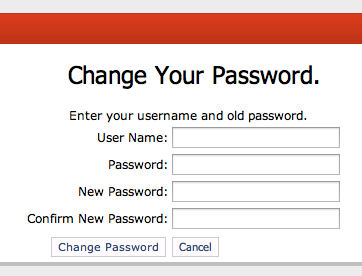 Change Your Password.
Enter your username and old password.
User Name:
Password:
New Password:
Confirm New Password:
Change Password Cancel